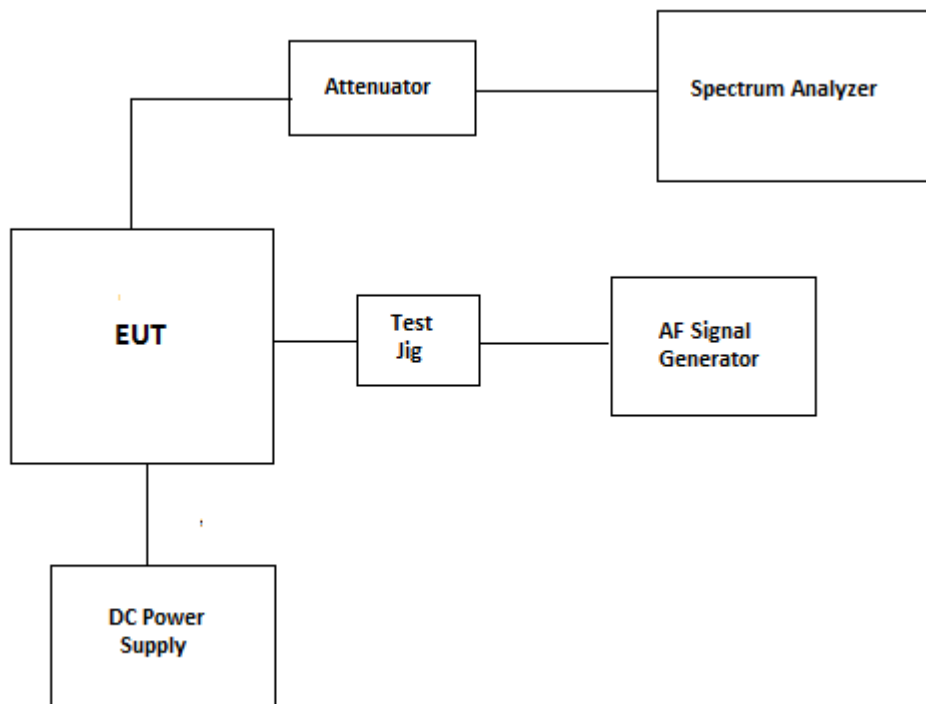 Attenuator
Spectrum Analyzer
EUT
Test
Jig
AF Signal
Generator
DC Power
Supply